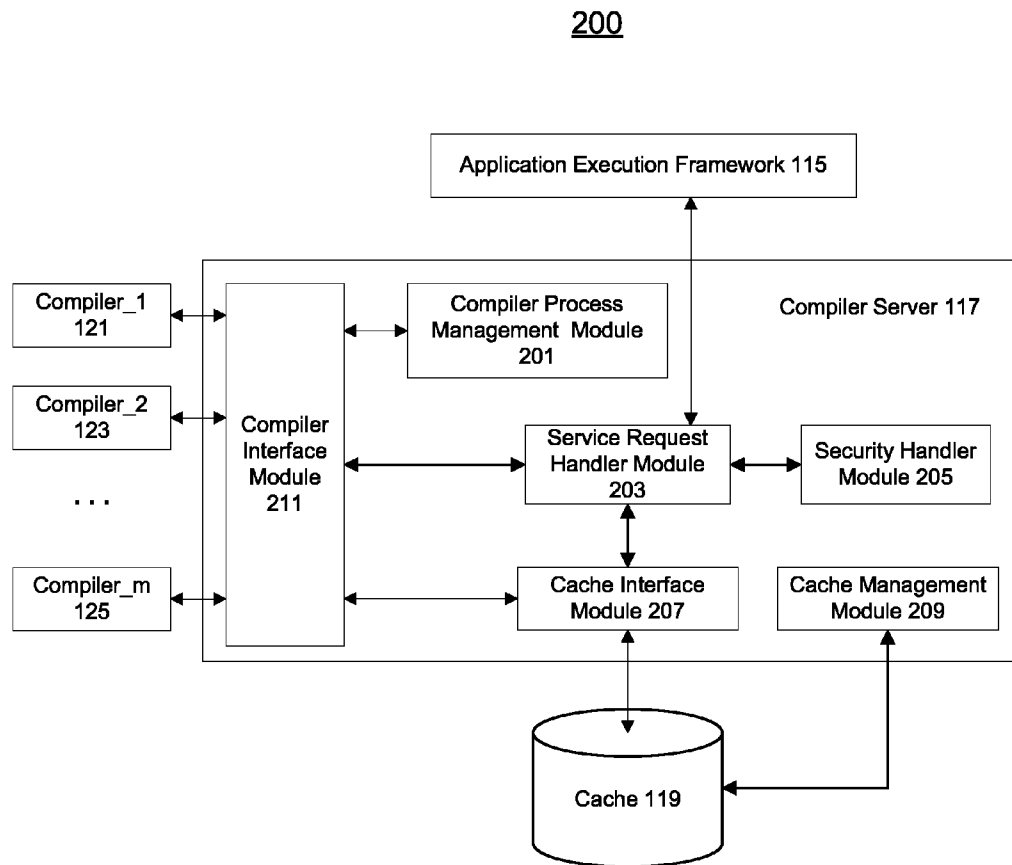 200
Application Execution Framework 115
Compiler Server 117
Compiler_1
121
Compiler_2
123
. . .
Compiler_m
125
Compiler
Interface
Module
211
Compiler Process
Management Module
201
Service Request
Handler Module
203
Security Handler
Module 205
Cache Interface
Module 207
Cache Management
Module 209
Cache 119